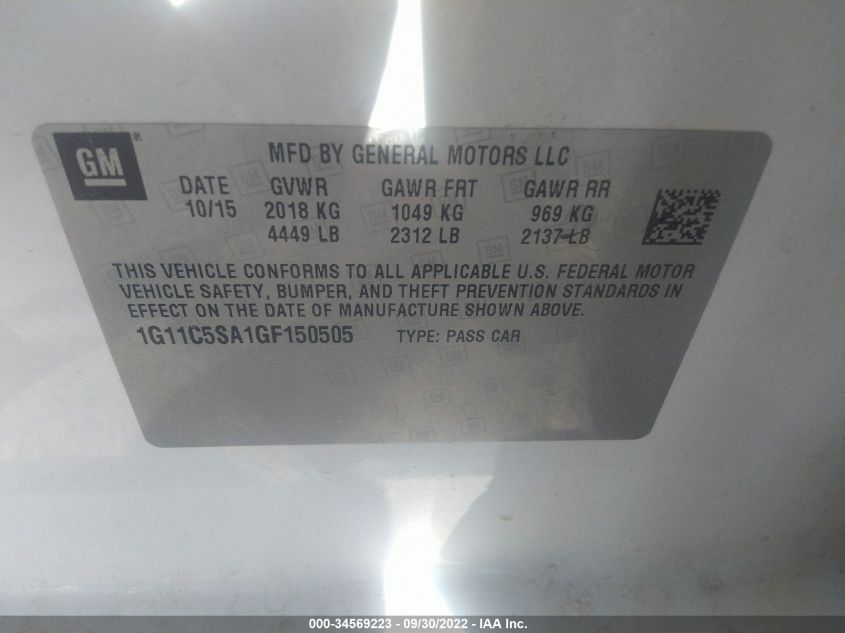 GM®
MFD BY GENERAL MOTORS LLC
DATE GVWR GAWR FRT GAWR RR
10/15 2018 KG 1049 KG 969 KG
4449 LB 2312 LB 2137 LB
THIS VEHICLE CONFORMS TO ALL APPLICABLE U.S. FEDERAL MOTOR
VEHICLE SAFETY, BUMPER, AND THEFT PREVENTION STANDARDS IN
EFFECT ON THE DATE OF MANUFACTURE SHOWN ABOVE.
1G11C5SA1GF150505 TYPE: PASS CAR
000-34569223 - 09/30/2022 - IAA Inc.